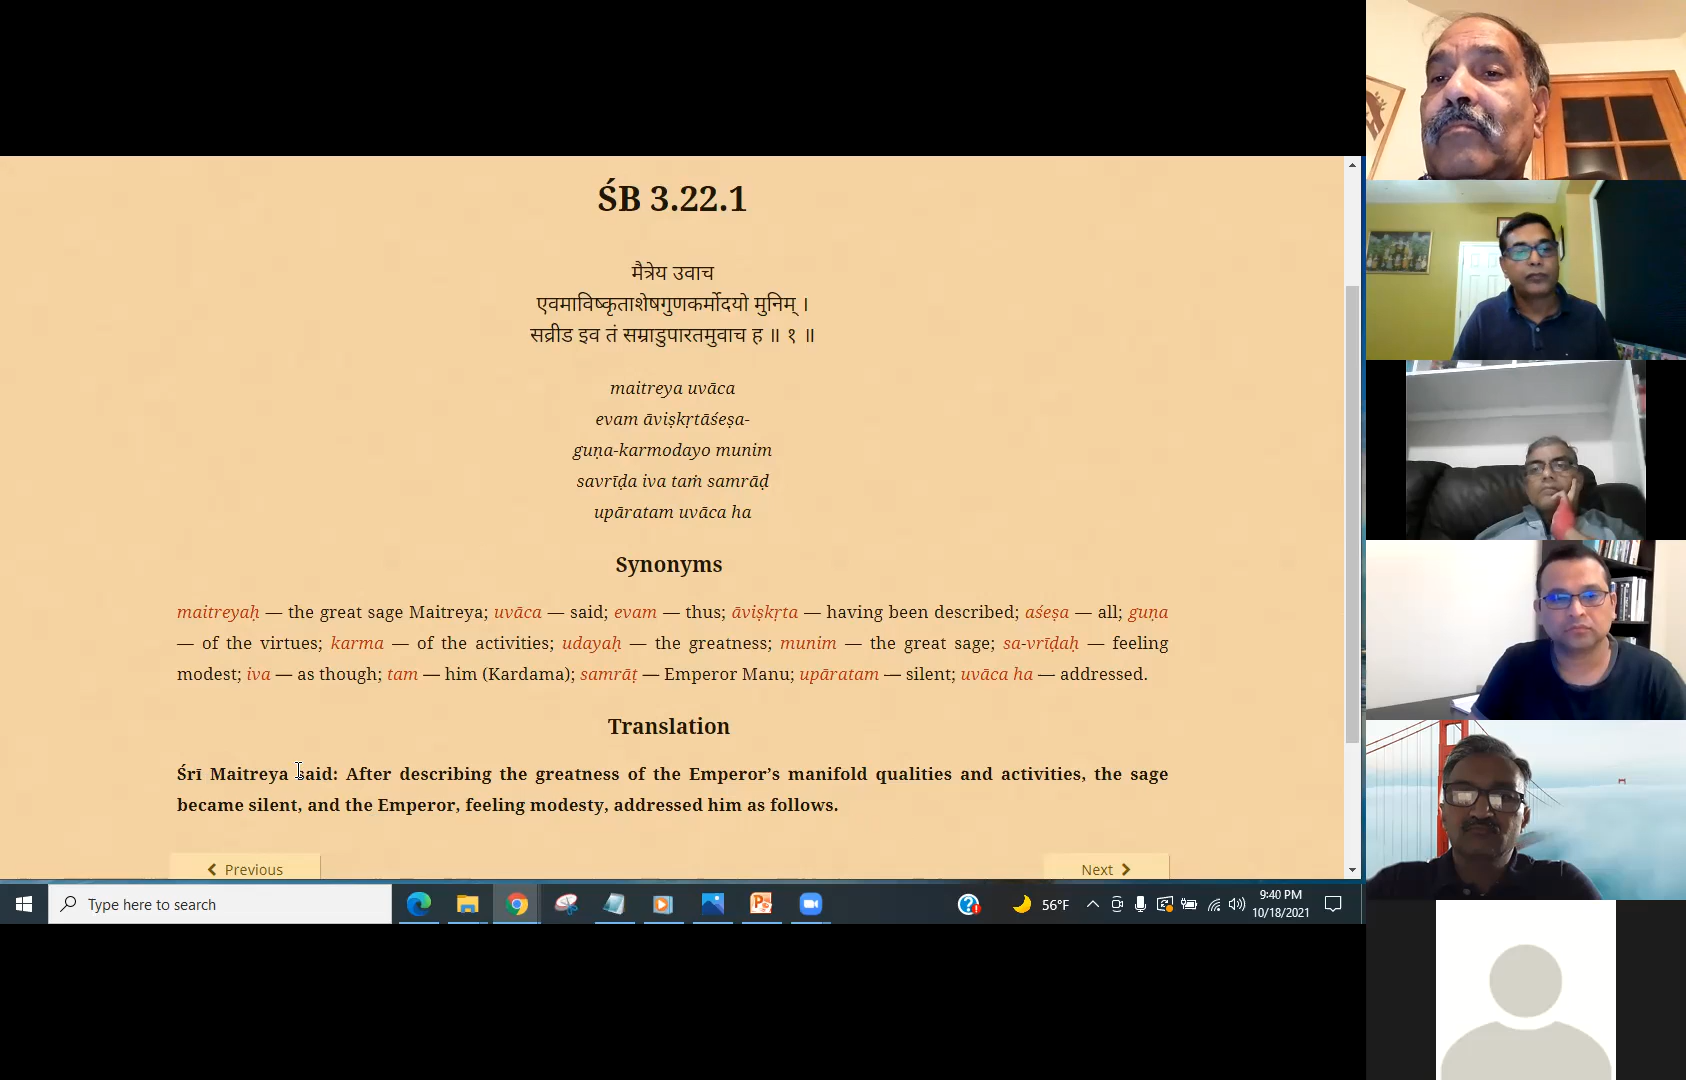 ŚB 3.22.1
मैत्रेय उवाच
एवमाविष्कृताशेषगुणकर्मोदयो मुनिम् ।
सव्रीड इव तं सम्राडुपारतमुवाच ह ॥ १ ॥
maitreya uvāca
evam āviṣkṛtāśeṣa-
guṇa-karmodayo munim
savrīḍa iva taṁ samrāḍ
upāratam uvāca ha
Synonyms
maitreyaḥ — the great sage Maitreya; uvāca — said; evam — thus; āviṣkṛta — having been described; aśeṣa — all; guṇa
— of the virtues; karma — of the activities; udayaḥ — the greatness; munim — the great sage; sa-vrīḍaḥ — feeling
modest; iva — as though; tam — him (Kardama); samrāṭ — Emperor Manu; upāratam — silent; uvāca ha — addressed.
Translation
Śrī Maitreya said: After describing the greatness of the Emperor’s manifold qualities and activities, the sage
became silent, and the Emperor, feeling modesty, addressed him as follows.
Previous
Next
Type here to search
56°F
9:40 PM
10/18/2021